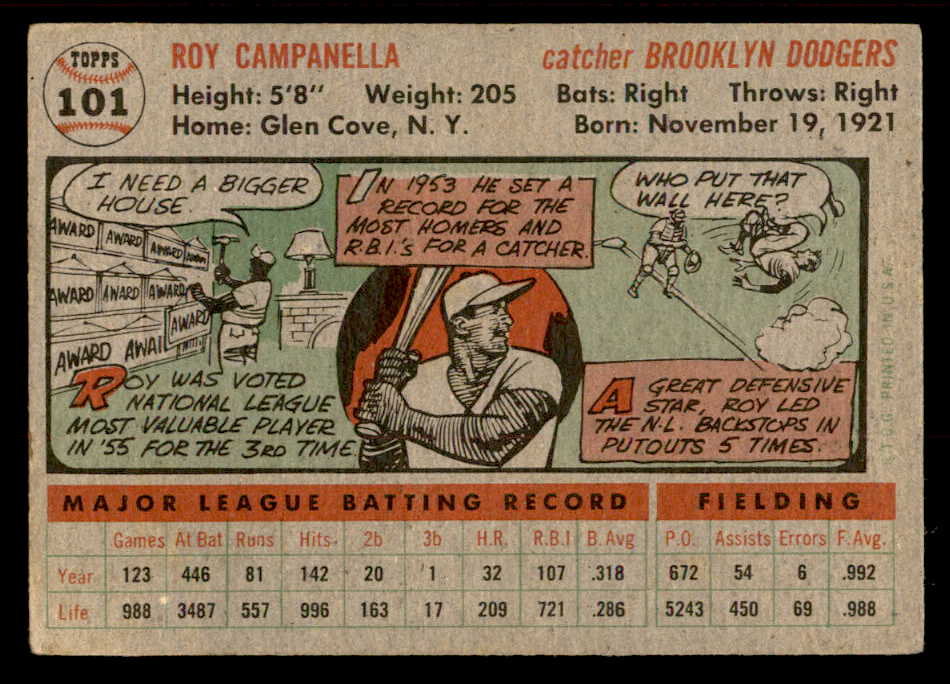 TOPPS
101
ROY CAMPANELLA
catcher BROOKLYN DODGERS
Height: 5'8" Weight: 205 Bats: Right Throws: Right
Home: Glen Cove, N. Y. Born: November 19, 1921
I NEED A BIGGER
HOUSE.
AWARD
AWARD
AWARD
AWARD
AWARD
AWARD
AWARD
AWARD
AWARD
ROY WAS VOTED
NATIONAL LEAGUE
MOST VALUABLE PLAYER
IN '55 FOR THE 3RD TIME.
IN 1953 HE SET A
RECORD FOR THE
MOST HOMERS AND
R.B.I.'s FOR A CATCHER.
WHO PUT THAT
WALL HERE?
A GREAT DEFENSIVE
STAR, ROY LED
THE N.L. BACKSTOPS IN
PUTOUTS 5 TIMES.
T.C.G. PRINTED IN U.S.A.
MAJOR LEAGUE BATTING RECORD FIELDING
Games At Bat Runs Hits 2b 3b H.R. R.B.I B. Avg P.O. Assists Errors F. Avg.
Year 123 446 81 142 20 1 32 107 .318 672 54 6 .992
Life 988 3487 557 996 163 17 209 721 .286 5243 450 69 .988